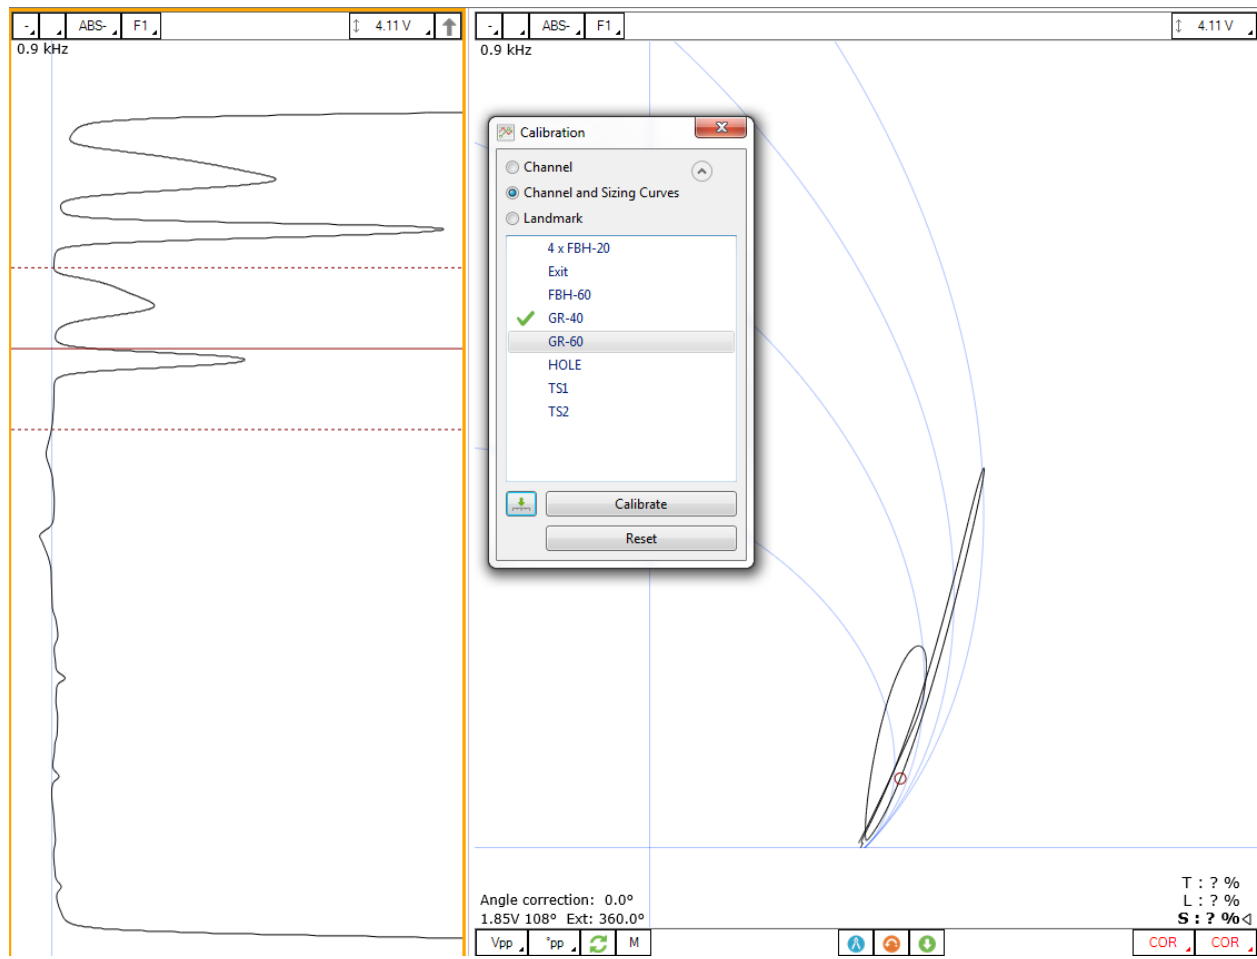 - ABS- F1 4.11 V
0.9 kHz
- ABS- F1 4.11 V
0.9 kHz
Calibration
Channel
Channel and Sizing Curves
Landmark
4 x FBH-20
Exit
FBH-60
GR-40
GR-60
HOLE
TS1
TS2
Calibrate
Reset
T : ? %
L : ? %
S : ? %
Angle correction: 0.0°
1.85V 108° Ext: 360.0°
Vpp °pp M COR COR